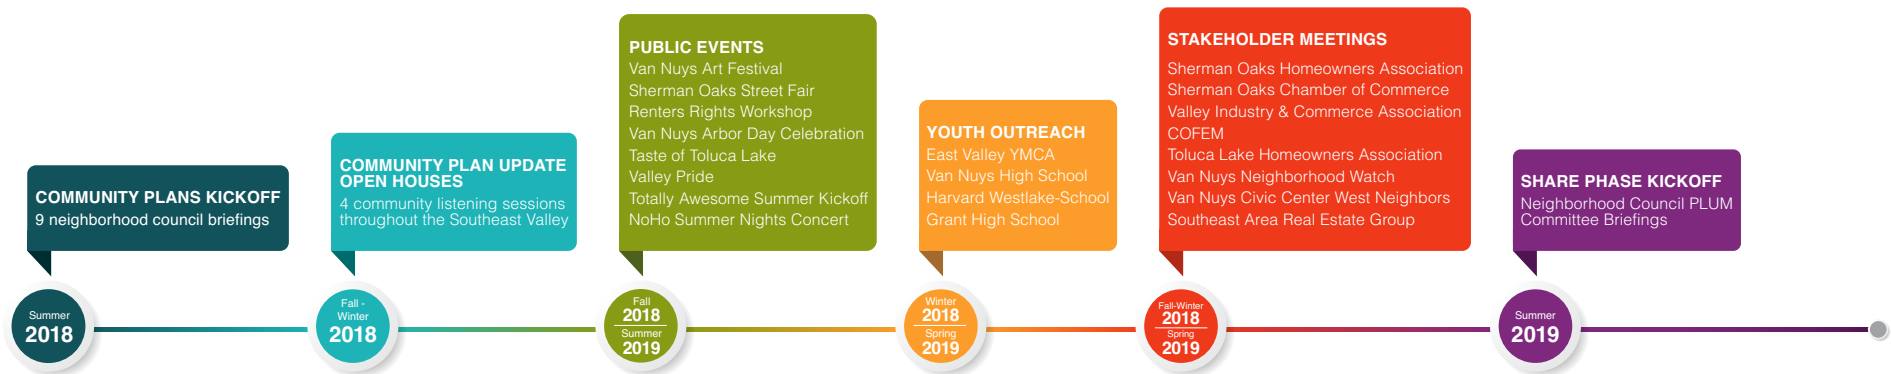 COMMUNITY PLANS KICKOFF
9 neighborhood council briefings
Summer
2018
COMMUNITY PLAN UPDATE
OPEN HOUSES
4 community listening sessions
throughout the Southeast Valley
Fall -
Winter
2018
PUBLIC EVENTS
Van Nuys Art Festival
Sherman Oaks Street Fair
Renters Rights Workshop
Van Nuys Arbor Day Celebration
Taste of Toluca Lake
Valley Pride
Totally Awesome Summer Kickoff
NoHo Summer Nights Concert
Fall
2018
Summer
2019
YOUTH OUTREACH
East Valley YMCA
Van Nuys High School
Harvard Westlake-School
Grant High School
Winter
2018
Spring
2019
STAKEHOLDER MEETINGS
Sherman Oaks Homeowners Association
Sherman Oaks Chamber of Commerce
Valley Industry & Commerce Association
COFEM
Toluca Lake Homeowners Association
Van Nuys Neighborhood Watch
Van Nuys Civic Center West Neighbors
Southeast Area Real Estate Group
Fall-Winter
2018
Spring
2019
SHARE PHASE KICKOFF
Neighborhood Council PLUM
Committee Briefings
Summer
2019